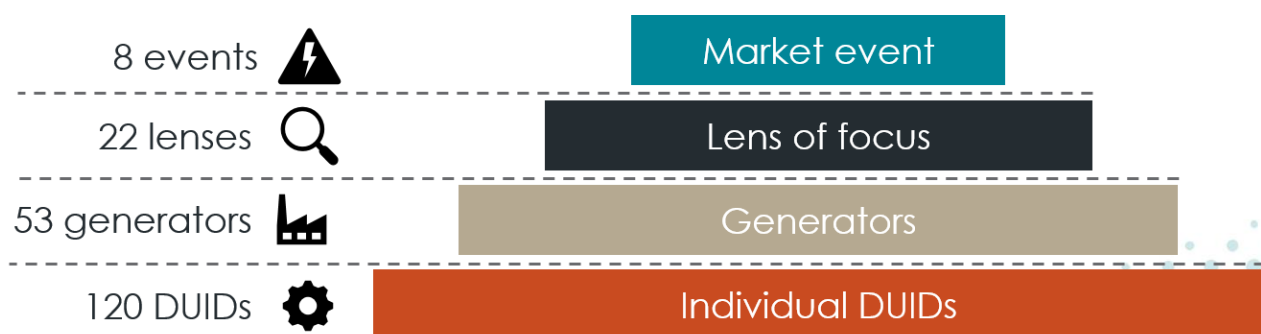 8 events
Market event
22 lenses
Lens of focus
53 generators
Generators
120 DUIDs
Individual DUIDs